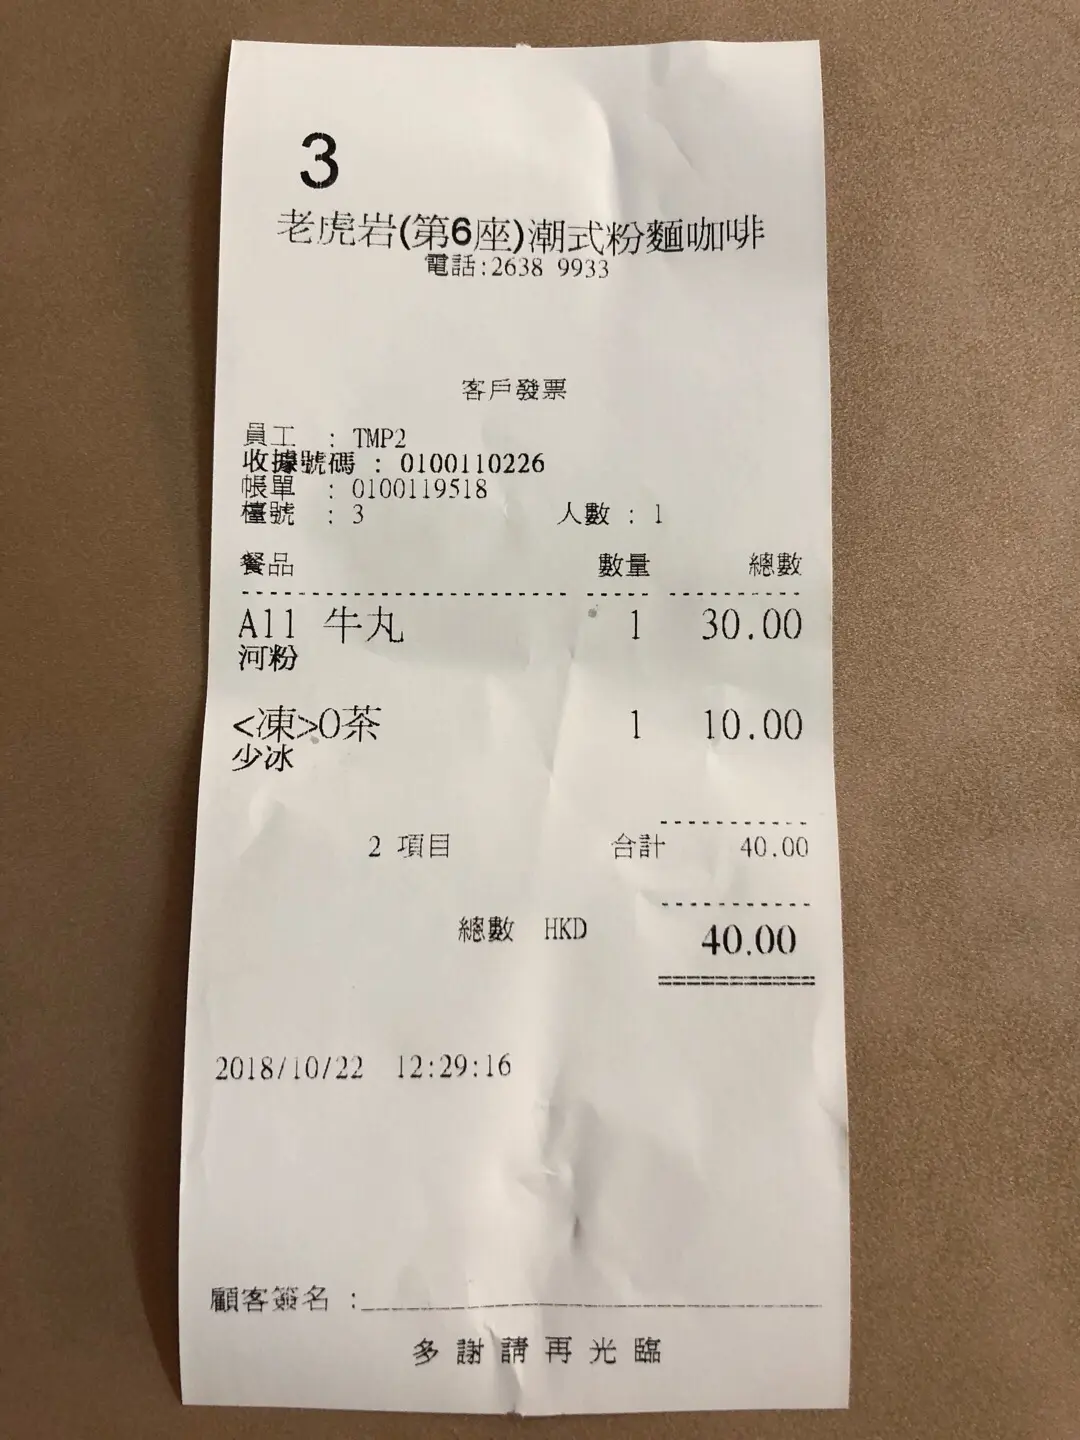 3
老虎岩(第6座)潮式粉麵咖啡
電話:2638 9933
客戶發票
員工 : TMP2
收據號碼 : 0100110226
帳單 : 0100119518
檯號 : 3 人數 : 1
餐品 數量 總數
A11 牛丸 1 30.00
河粉
<凍>O茶 1 10.00
少冰
2 項目 合計 40.00
總數 HKD 40.00
2018/10/22 12:29:16
顧客簽名 :
多謝請再光臨